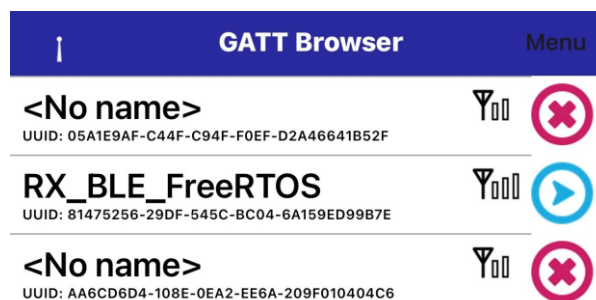 GATT Browser
Menu
<No name>
UUID: 05A1E9AF-C44F-C94F-F0EF-D2A46641B52F
RX_BLE_FreeRTOS
UUID: 81475256-29DF-545C-BC04-6A159ED99B7E
<No name>
UUID: AA6CD6D4-108E-0EA2-EE6A-209F010404C6